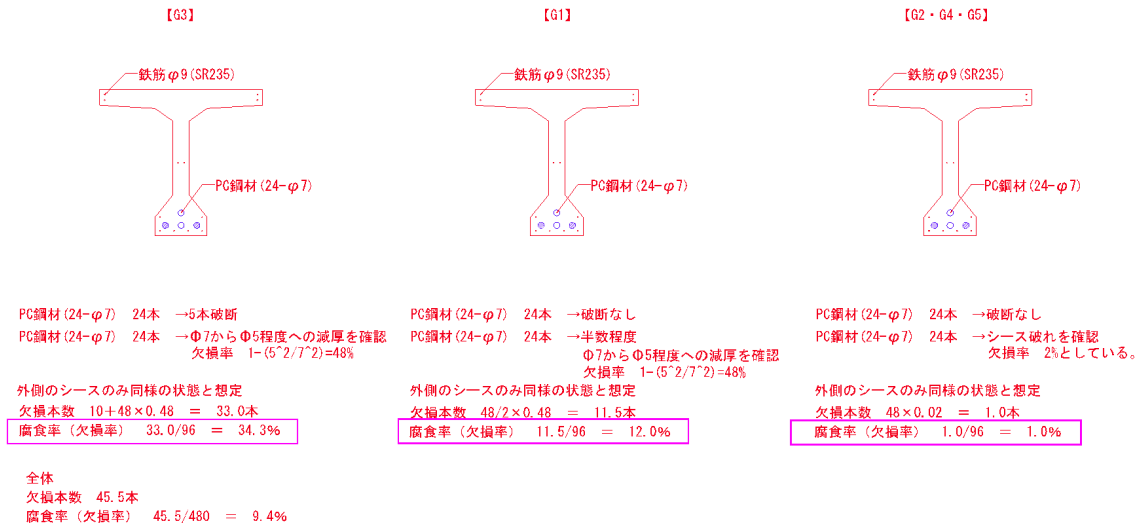 【G3】
鉄筋φ9(SR235)
PC鋼材(24-φ7)
PC鋼材(24-φ7) 24本 →5本破断
PC鋼材(24-φ7) 24本 →Φ7からΦ5程度への減厚を確認
欠損率 1-(5^2/7^2)=48%
外側のシースのみ同様の状態と想定
欠損本数 10+48×0.48 = 33.0本
腐食率(欠損率) 33.0/96 = 34.3%
全体
欠損本数 45.5本
腐食率(欠損率) 45.5/480 = 9.4%
【G1】
鉄筋φ9(SR235)
PC鋼材(24-φ7)
PC鋼材(24-φ7) 24本 →破断なし
PC鋼材(24-φ7) 24本 →半数程度
Φ7からΦ5程度への減厚を確認
欠損率 1-(5^2/7^2)=48%
外側のシースのみ同様の状態と想定
欠損本数 48/2×0.48 = 11.5本
腐食率(欠損率) 11.5/96 = 12.0%
【G2・G4・G5】
鉄筋φ9(SR235)
PC鋼材(24-φ7)
PC鋼材(24-φ7) 24本 →破断なし
PC鋼材(24-φ7) 24本 →シース破れを確認
欠損率 2%としている。
外側のシースのみ同様の状態と想定
欠損本数 48×0.02 = 1.0本
腐食率(欠損率) 1.0/96 = 1.0%